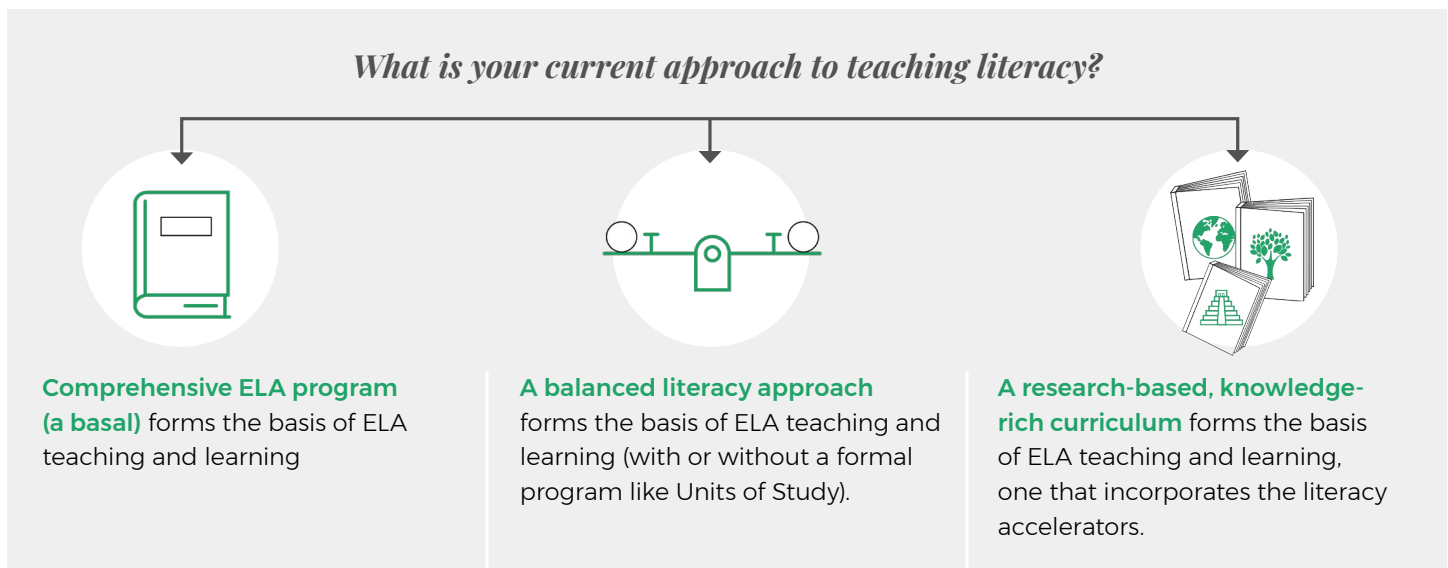 What is your current approach to teaching literacy?
Comprehensive ELA program
(a basal) forms the basis of ELA
teaching and learning
A balanced literacy approach
forms the basis of ELA teaching and
learning (with or without a formal
program like Units of Study).
A research-based, knowledge-
rich curriculum forms the basis
of ELA teaching and learning,
one that incorporates the literacy
accelerators.